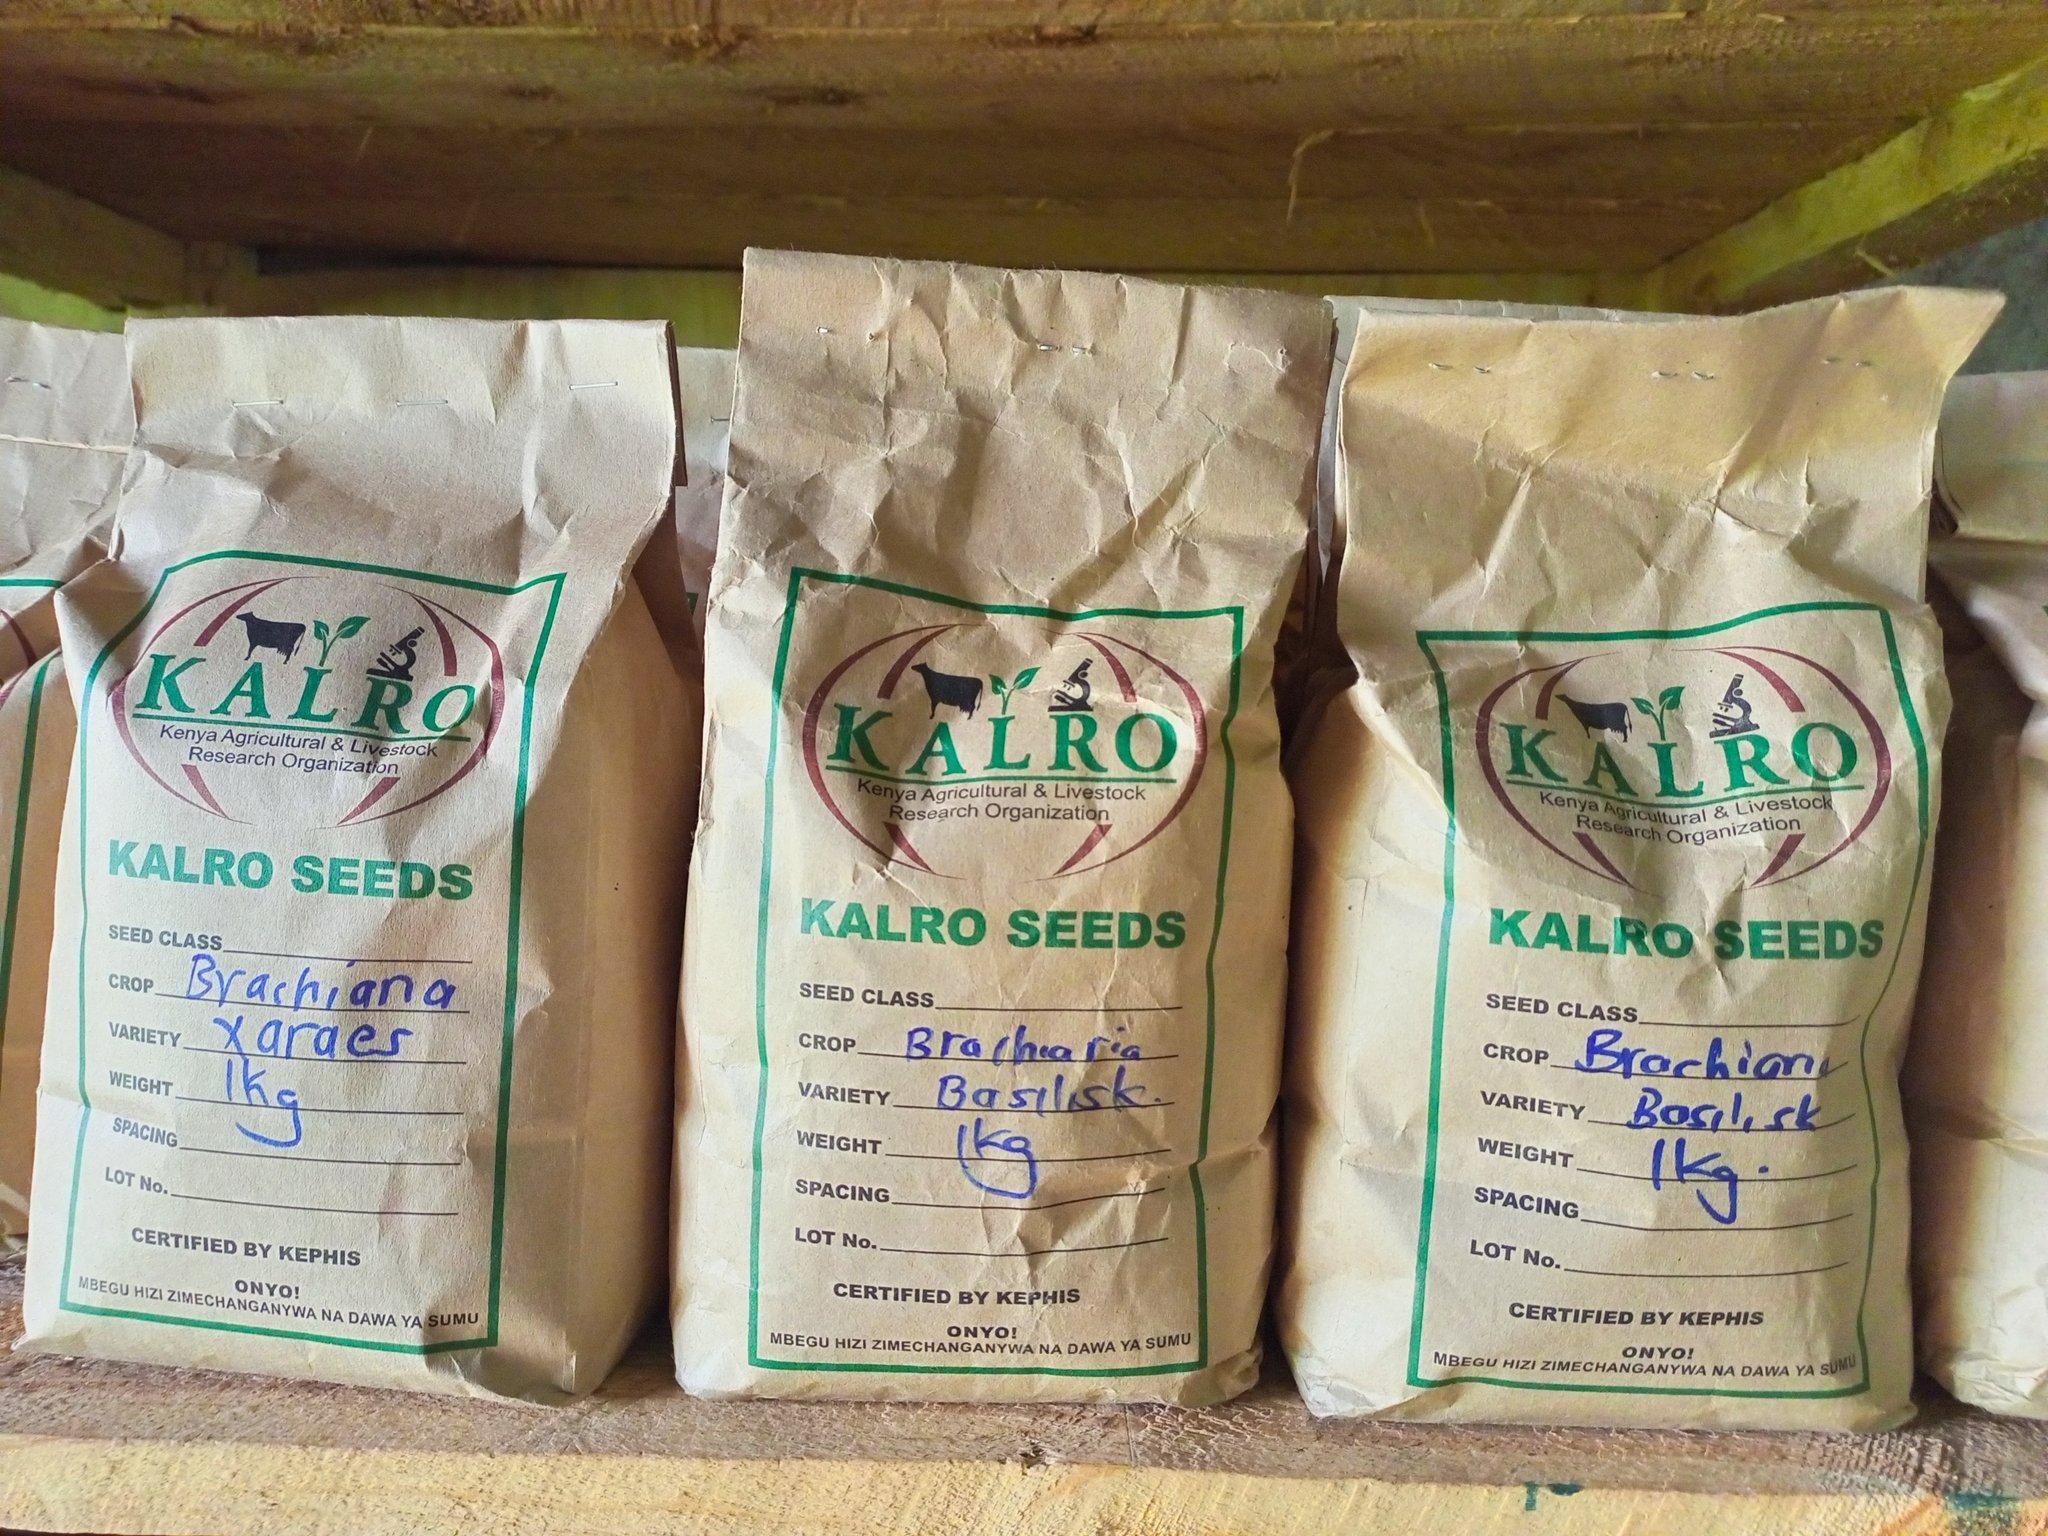 KALRO
Kenya Agricultural & Livestock
Research Organization
KALRO SEEDS
SEED CLASS
CROP Brachiaria
VARIETY Xaraes
WEIGHT 1kg
SPACING
LOT No.
CERTIFIED BY KEPHIS
ONYO!
MBEGU HIZI ZIMECHANGANYWA NA DAWA YA SUMU
KALRO
Kenya Agricultural & Livestock
Research Organization
KALRO SEEDS
SEED CLASS
CROP Brachiaria
VARIETY Basilisk.
WEIGHT 1kg
SPACING
LOT No.
CERTIFIED BY KEPHIS
ONYO!
MBEGU HIZI ZIMECHANGANYWA NA DAWA YA SUMU
KALRO
Kenya Agricultural & Livestock
Research Organization
KALRO SEEDS
SEED CLASS
CROP Brachiaria
VARIETY Basilisk
WEIGHT 1kg.
SPACING
LOT No.
CERTIFIED BY KEPHIS
ONYO!
MBEGU HIZI ZIMECHANGANYWA NA DAWA YA SUMU